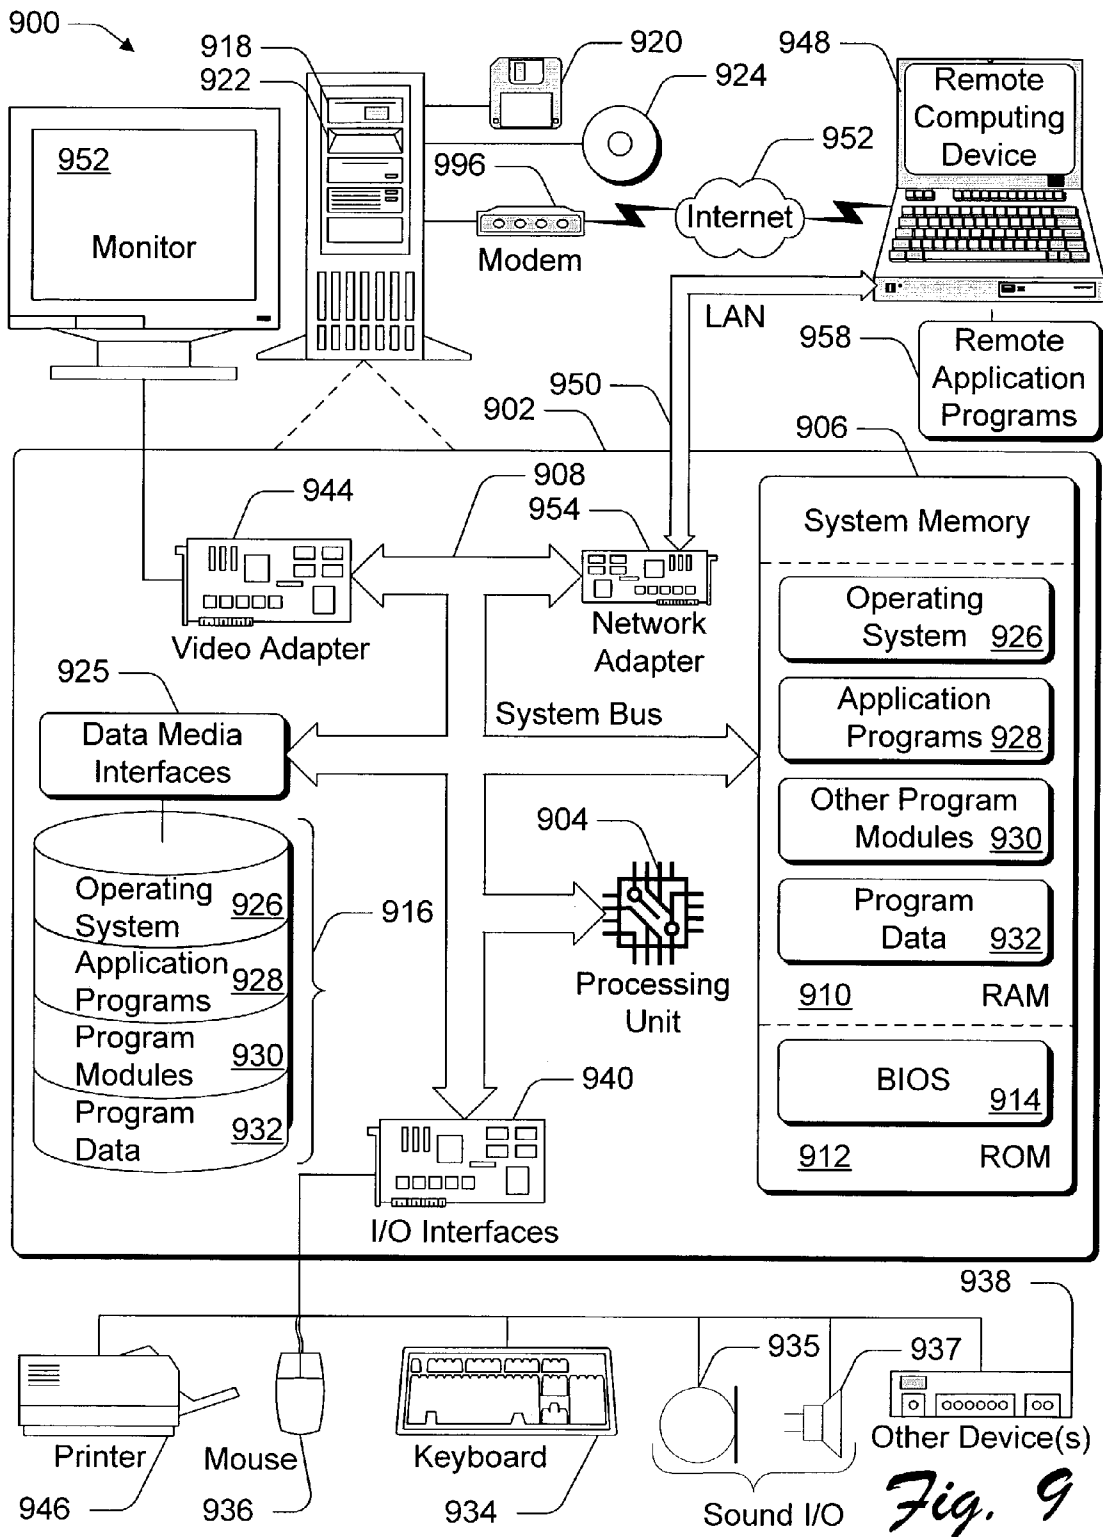 900
918
922
920
924
948
Remote
Computing
Device
952
Monitor
996
Modem
952
Internet
LAN
958
Remote
Application
Programs
950
902
906
944
908
954
System Memory
Operating
System 926
Video Adapter
Network
Adapter
925
Data Media
Interfaces
System Bus
Application
Programs 928
Other Program
Modules 930
904
Processing
Unit
Program
Data 932
910 RAM
Operating
System 926
Application
Programs 928
Program
Modules 930
Program
Data 932
916
BIOS 914
912 ROM
940
I/O Interfaces
938
935
937
Printer
946
Mouse
936
Keyboard
934
Sound I/O
Other Device(s)
Fig. 9